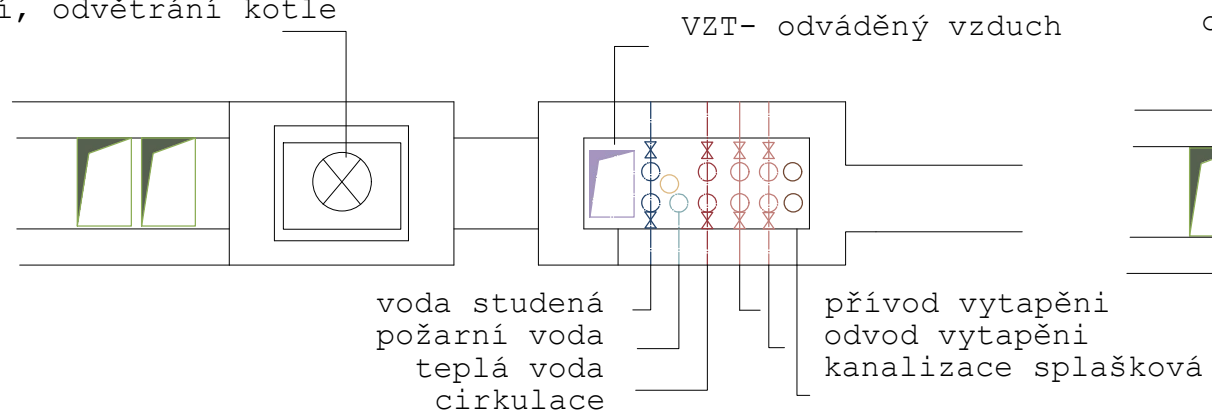 odvětrání kotle
VZT- odváděný vzduch
voda studená
požarní voda
teplá voda
cirkulace
přívod vytapěni
odvod vytapěni
kanalizace splašková